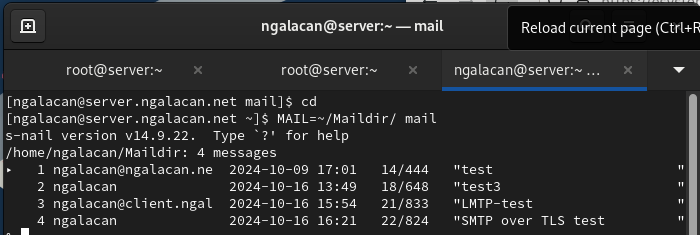 ngalacan@server:~ — mail
Reload current page (Ctrl+R
root@server:~ × root@server:~ × ngalacan@server:~ ... ×
[ngalacan@server.ngalacan.net mail]$ cd
[ngalacan@server.ngalacan.net ~]$ MAIL=~/Maildir/ mail
s-nail version v14.9.22.  Type `?' for help
/home/ngalacan/Maildir: 4 messages
▸   1 ngalacan@ngalacan.ne  2024-10-09 17:01   14/444   "test                       "
    2 ngalacan              2024-10-16 13:49   18/648   "test3                      "
    3 ngalacan@client.ngal  2024-10-16 15:54   21/833   "LMTP-test                  "
    4 ngalacan              2024-10-16 16:21   22/824   "SMTP over TLS test         "